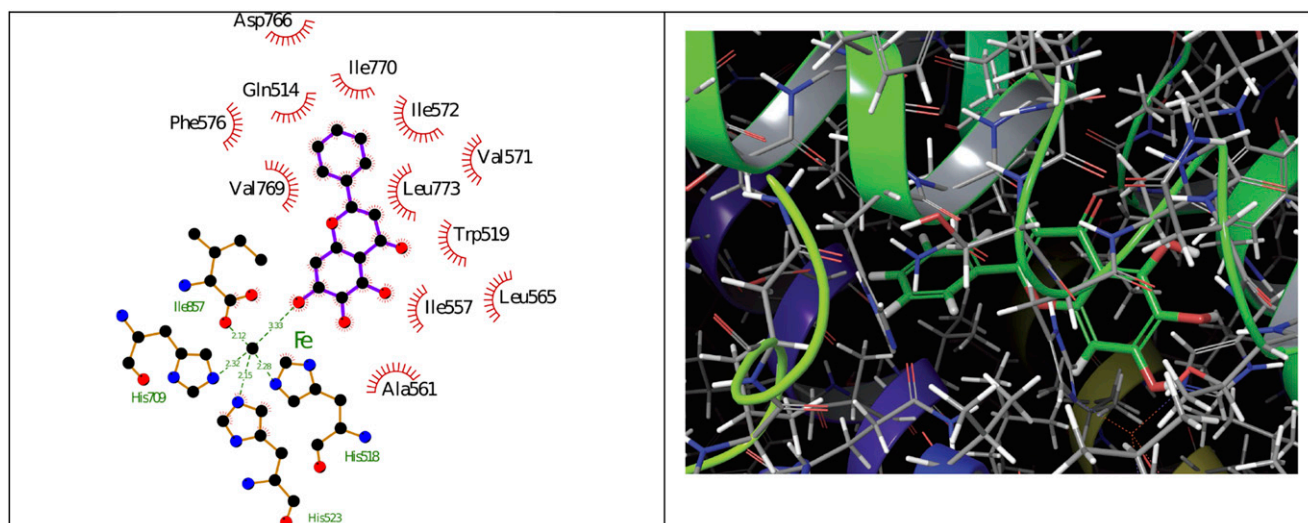 Asp766
Ile770
Gln514
Ile572
Phe576
Val571
Val769
Leu773
Trp519
Ile857
3.33
Ile557
Leu565
2.12
Fe
2.32
2.28
2.15
Ala561
His709
His518
His523